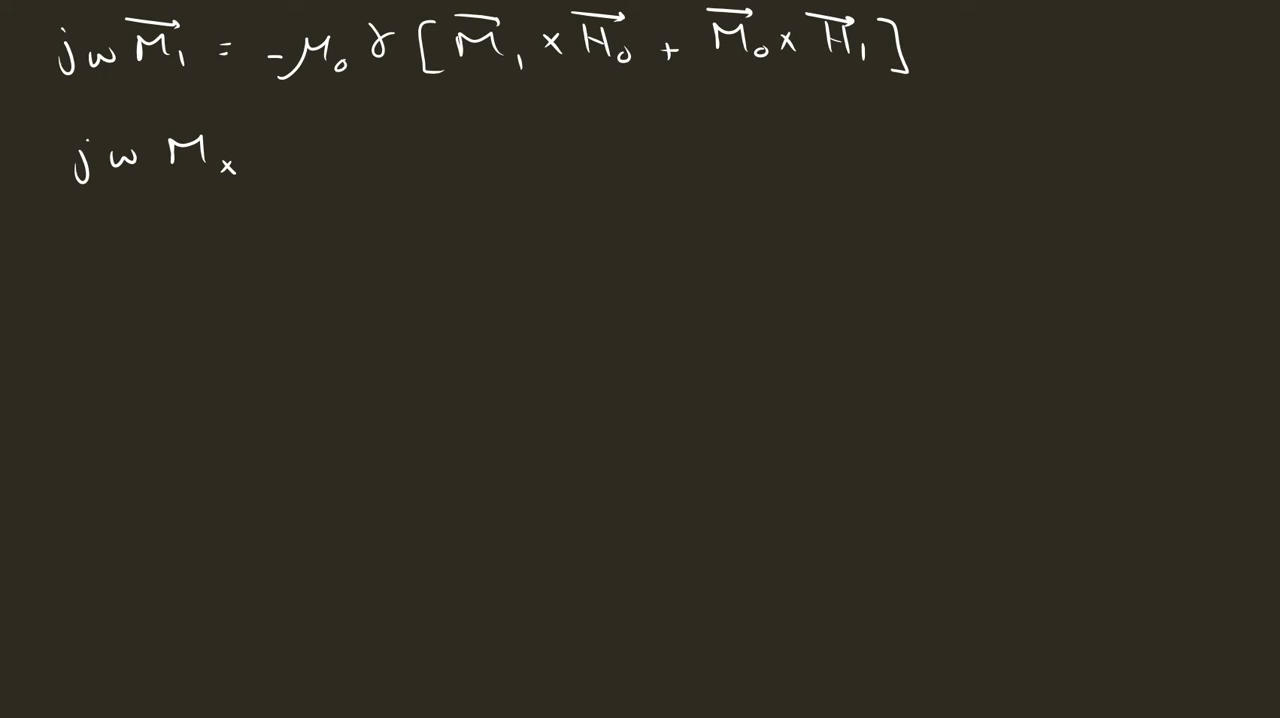 jω M⃗₁ = -μ₀ γ [ M⃗₁ × H⃗₀ + M⃗₀ × H⃗₁ ]
jω Mₓ